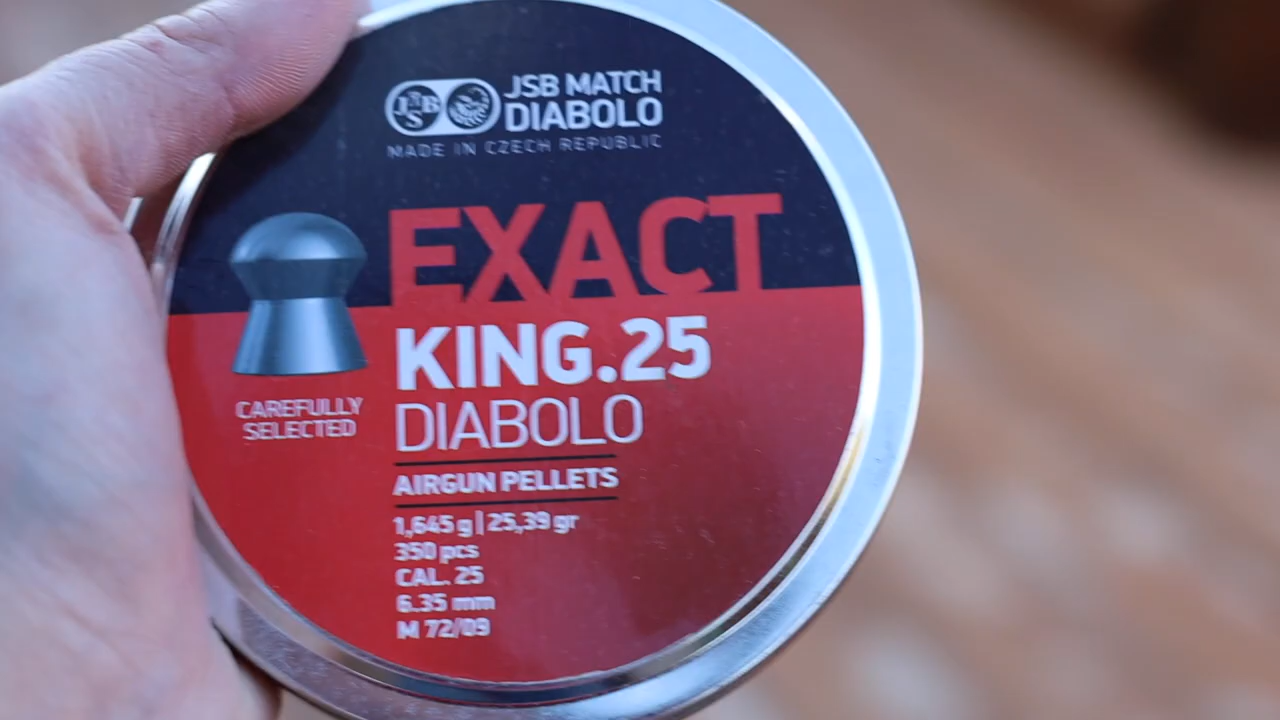 JSB
JSB MATCH
DIABOLO
MADE IN CZECH REPUBLIC
EXACT
KING.25
DIABOLO
CAREFULLY
SELECTED
AIRGUN PELLETS
1,645 g | 25,39 gr
350 pcs
CAL. 25
6.35 mm
M 72/09